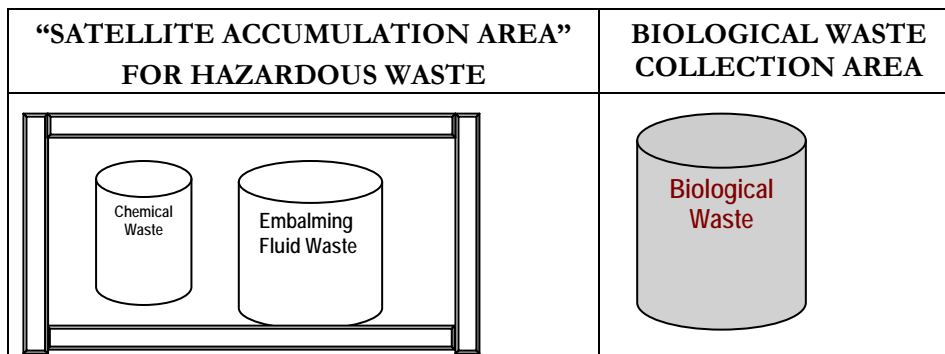 “SATELLITE ACCUMULATION AREA”
FOR HAZARDOUS WASTE
BIOLOGICAL WASTE
COLLECTION AREA
Chemical
Waste
Embalming
Fluid Waste
Biological
Waste